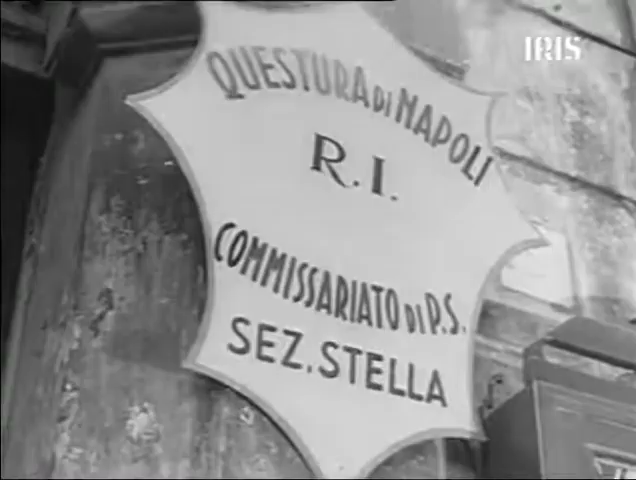 IRIS
QUESTURA DI NAPOLI
R.I.
COMMISSARIATO DI P.S.
SEZ. STELLA